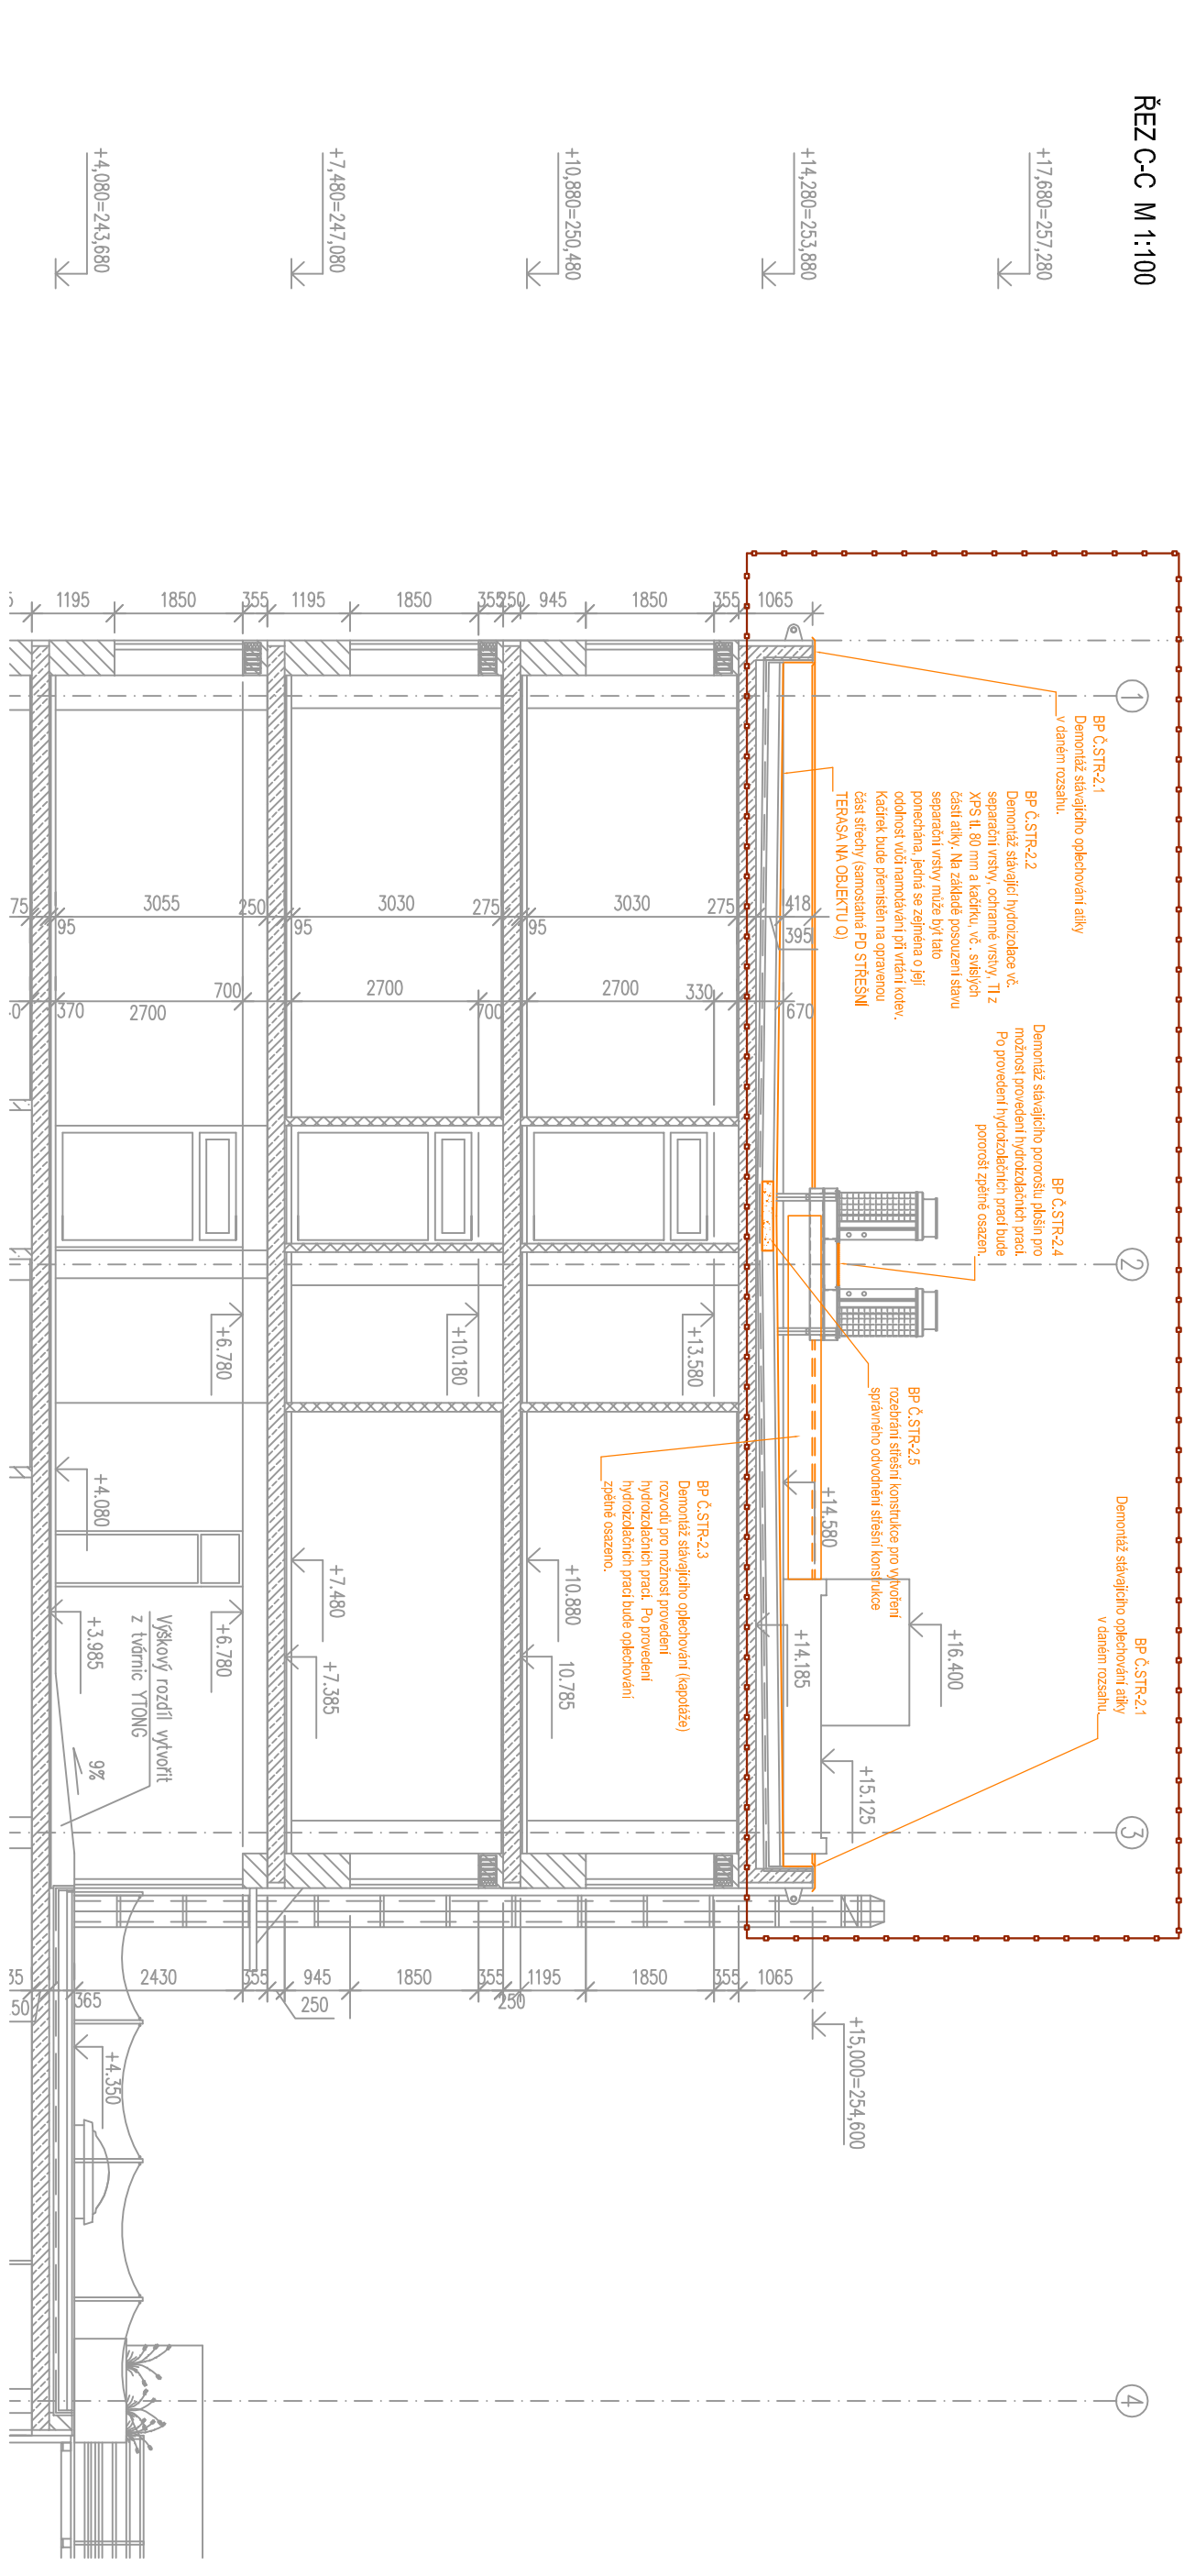 ŘEZ C-C M 1:100
+17,680=257,280
+14,280=253,880
+10,880=250,480
+7,480=247,080
+4,080=243,680
1
2
3
4
BP Č.STR-2.1
Demontáž stávajícího oplechování atiky
v daném rozsahu.
BP Č.STR-2.2
Demontáž stávající hydroizolace vč.
separační vrstvy, ochranné vrstvy, TI z
XPS tl. 80 mm a kačírku, vč. svislých
částí atiky. Na základě posouzení stavu
separační vrstvy může být tato
ponechána, jedná se zejména o její
odolnost vůči namotávání při vrtání kotev.
Kačírek bude přemístěn na opravenou
část střechy (samostatná PD STŘEŠNÍ
TERASA NA OBJEKTU Q)
BP Č.STR-2.4
Demontáž stávajícího pororoštu plošin pro
možnost provedení hydroizolačních prací.
Po provedení hydroizolačních prací bude
pororošt zpětně osazen.
BP Č.STR-2.5
rozebrání střešní konstrukce pro vytvoření
správného odvodnění střešní konstrukce
BP Č.STR-2.3
Demontáž stávajícího oplechování (kapotáže)
rozvodů pro možnost provedení
hydroizolačních prací. Po provedení
hydroizolačních prací bude oplechování
zpětně osazeno.
BP Č.STR-2.1
Demontáž stávajícího oplechování atiky
v daném rozsahu.
1065
355
1850
945
250
355
1850
1195
355
1850
1195
418
395
275
3030
95
275
3030
95
250
3055
95
75
670
330
2700
700
2700
700
2700
370
+16.400
+15.125
+14.580
+14.185
+13.580
+10.880
10.785
+10.180
+7.480
+7.385
+6.780
+6.780
+4.080
+3.985
Výškový rozdíl vytvořit
z tvárnic YTONG
9%
+15,000=254,600
1065
355
1850
1195
250
355
1850
945
250
355
2430
365
50
35
+4.350